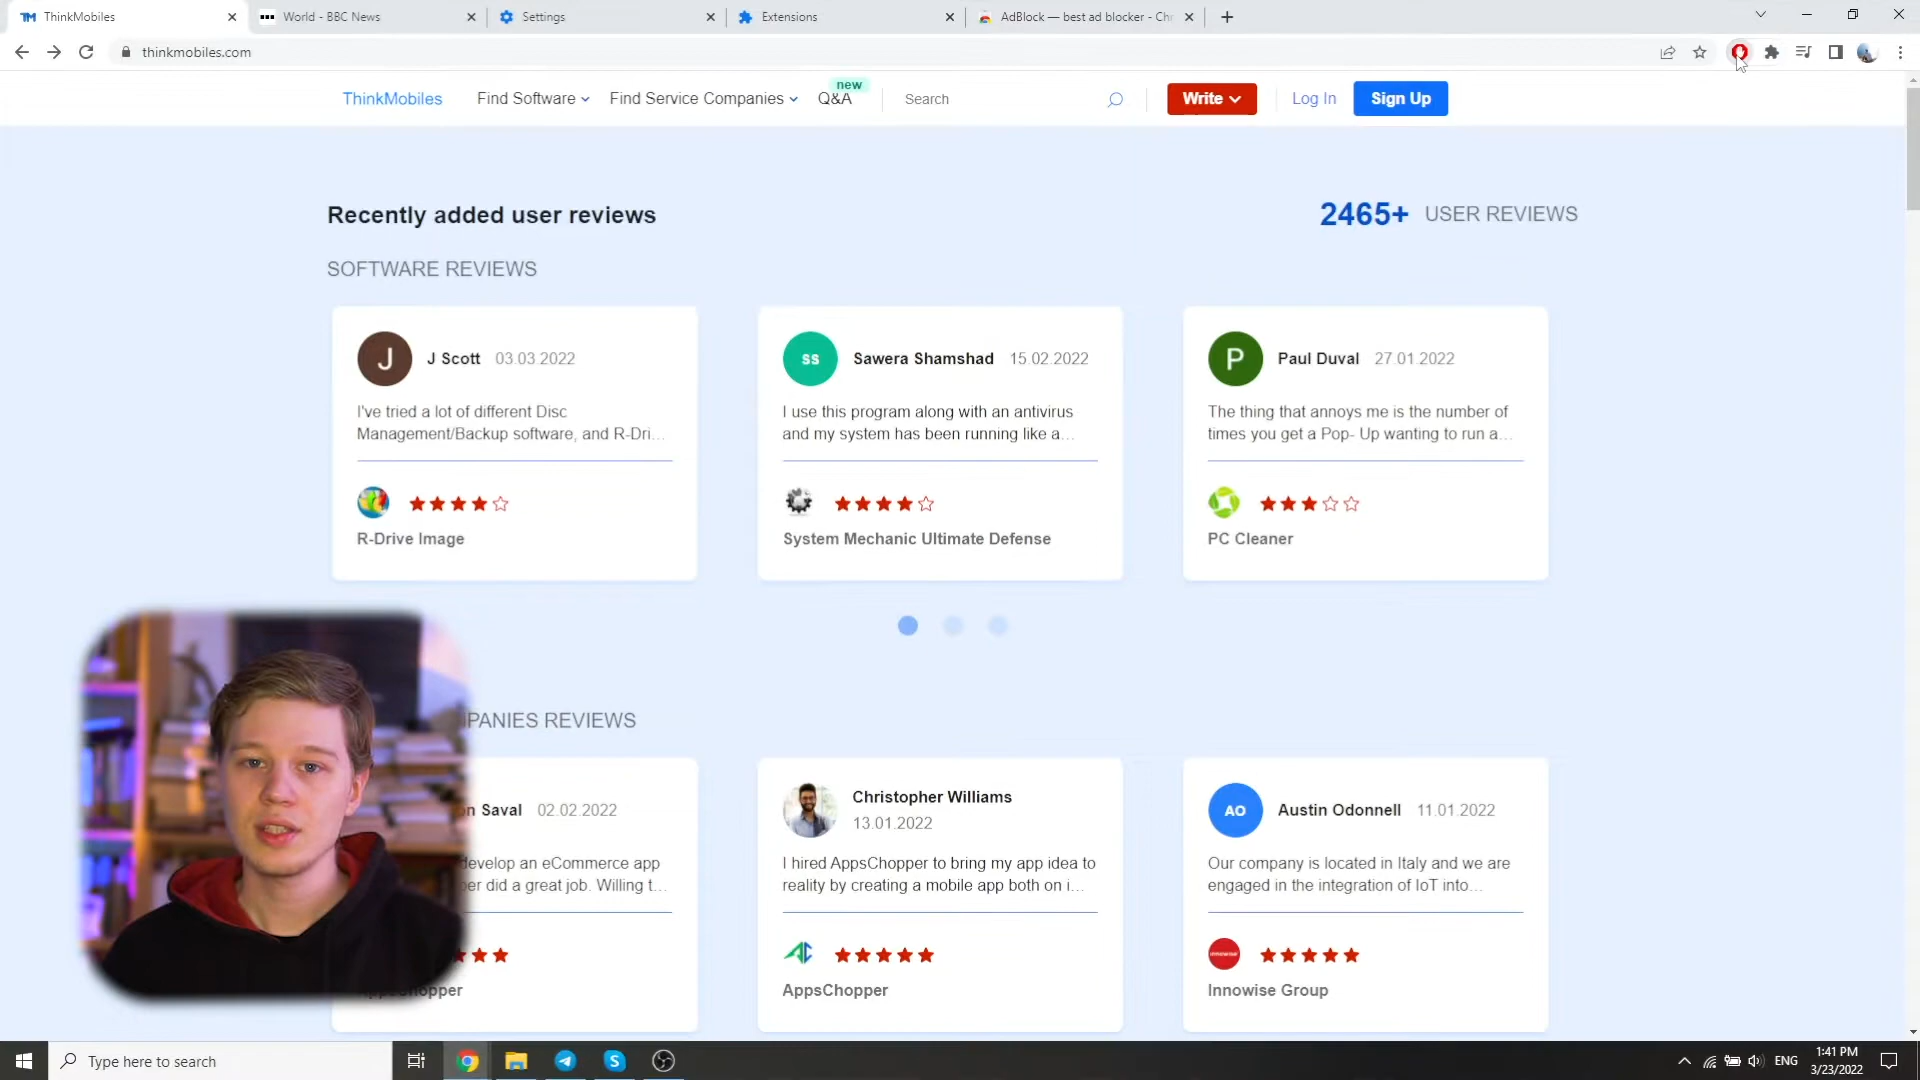 TM ThinkMobiles
World - BBC News
Settings
Extensions
AdBlock — best ad blocker - Chr
thinkmobiles.com
ThinkMobiles
Find Software
Find Service Companies
Q&A
new
Search
Write
Log In
Sign Up
Recently added user reviews
2465+ USER REVIEWS
SOFTWARE REVIEWS
J
J Scott 03.03.2022
I've tried a lot of different Disc
Management/Backup software, and R-Dri...
R-Drive Image
SS
Sawera Shamshad 15.02.2022
I use this program along with an antivirus
and my system has been running like a...
System Mechanic Ultimate Defense
P
Paul Duval 27.01.2022
The thing that annoys me is the number of
times you get a Pop- Up wanting to run a...
PC Cleaner
PANIES REVIEWS
n Saval 02.02.2022
develop an eCommerce app
per did a great job. Willing t...
AppsChopper
Christopher Williams
13.01.2022
I hired AppsChopper to bring my app idea to
reality by creating a mobile app both on i...
AppsChopper
AO
Austin Odonnell 11.01.2022
Our company is located in Italy and we are
engaged in the integration of IoT into...
Innowise Group
Type here to search
ENG
1:41 PM
3/23/2022